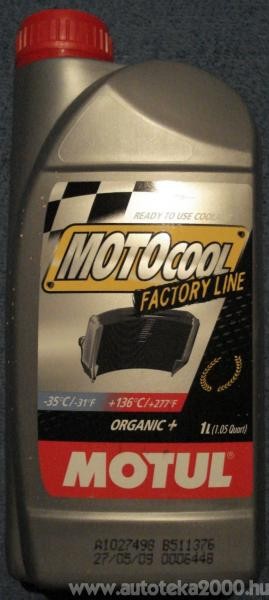 READY TO USE COOLANT
MOTOCOOL
FACTORY LINE
-35°C/-31°F +136°C/+277°F
ORGANIC + 1L (1.05 Quart)
MOTUL®
A1027498 B511376
27/05/09 0006448
www.autoteka2000.hu